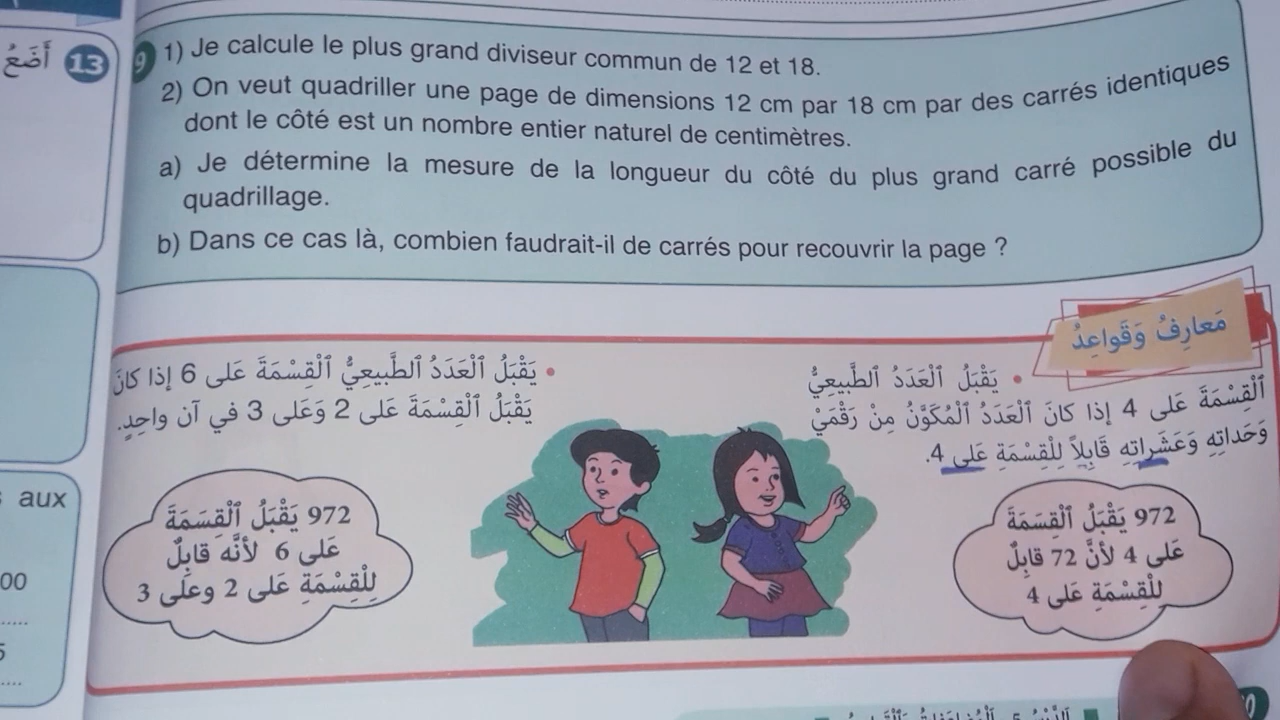 أَضَعُ 13
9 1) Je calcule le plus grand diviseur commun de 12 et 18.
2) On veut quadriller une page de dimensions 12 cm par 18 cm par des carrés identiques
dont le côté est un nombre entier naturel de centimètres.
a) Je détermine la mesure de la longueur du côté du plus grand carré possible du
quadrillage.
b) Dans ce cas là, combien faudrait-il de carrés pour recouvrir la page ?
مَعارِفُ وَقَواعِدُ
• يَقْبَلُ ٱلْعَدَدُ ٱلطَّبيعِيُّ
ٱلْقِسْمَةَ عَلى 4 إذا كانَ ٱلْعَدَدُ ٱلْمُكَوَّنُ مِنْ رَقْمَيْ
وَحَداتِهِ وَعَشَراتِه قَابِلاً لِلْقِسْمَةِ عَلى 4.
• يَقْبَلُ ٱلْعَدَدُ ٱلطَّبيعِيُّ ٱلْقِسْمَةَ عَلى 6 إذا كانَ
يَقْبَلُ ٱلْقِسْمَةَ عَلى 2 وَعَلى 3 في آن واحِدٍ.
972 يَقْبَلُ ٱلْقِسْمَةَ
عَلى 4 لأنَّ 72 قابِلٌ
لِلْقِسْمَةِ عَلى 4
972 يَقْبَلُ ٱلْقِسَمَةَ
عَلى 6 لأنَّه قابِلٌ
لِلْقِسْمَةِ عَلى 2 وعَلى 3
aux
00
5